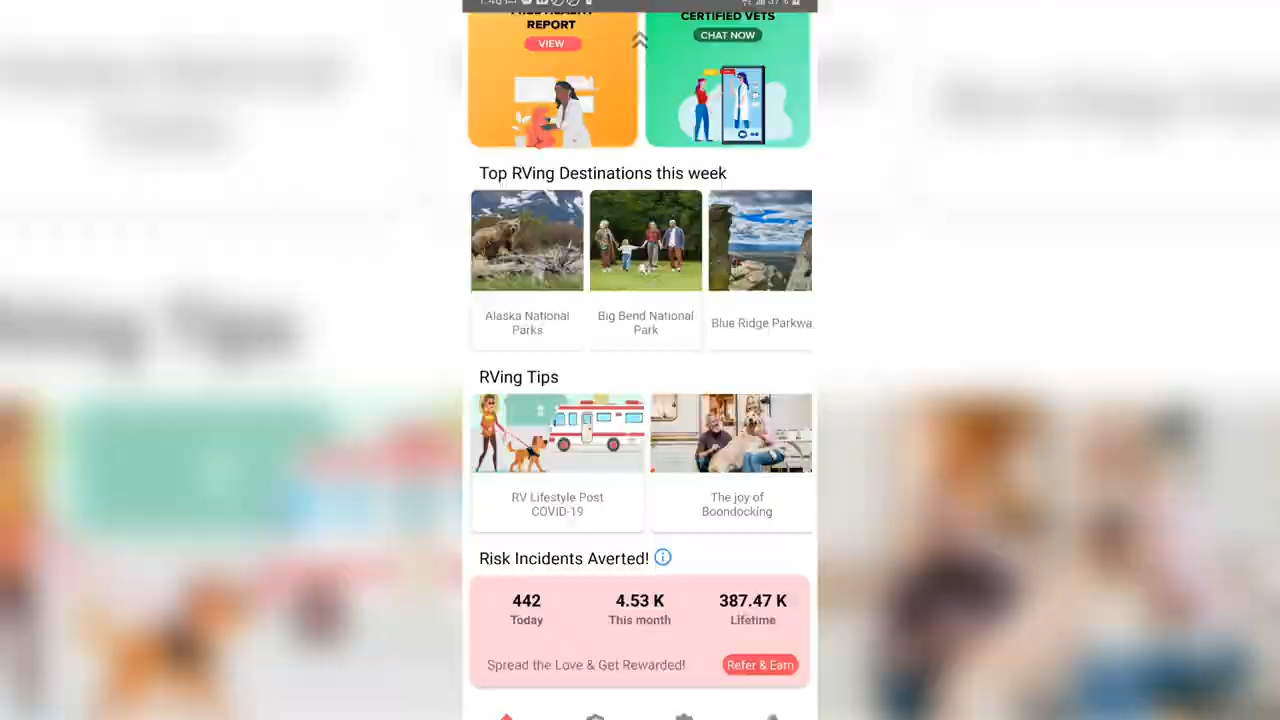 REPORT
VIEW
CERTIFIED VETS
CHAT NOW
Top RVing Destinations this week
Alaska National
Parks
Big Bend National
Park
Blue Ridge Parkwa
RVing Tips
RV Lifestyle Post
COVID-19
The joy of
Boondocking
Risk Incidents Averted!
442
Today
4.53 K
This month
387.47 K
Lifetime
Spread the Love & Get Rewarded!
Refer & Earn